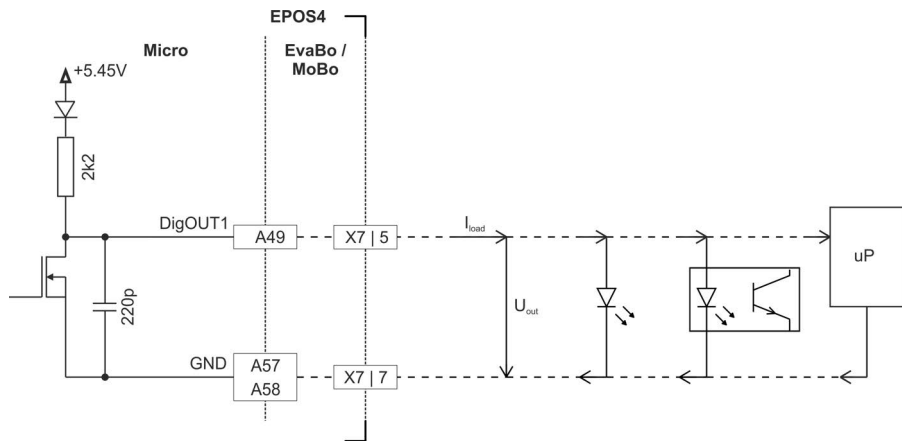 EPOS4
Micro
EvaBo /
MoBo
+5.45V
2k2
DigOUT1
A49
X7 | 5
Iload
uP
220p
Uout
GND
A57
A58
X7 | 7